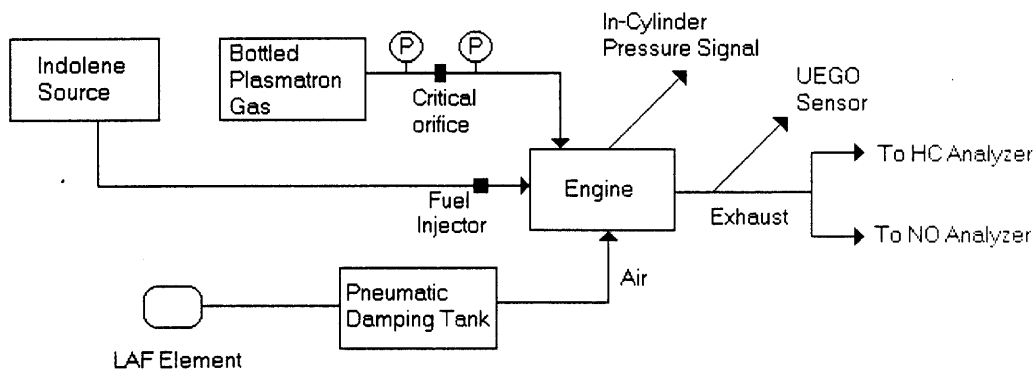 Indolene
Source
Bottled
Plasmatron
Gas
P
P
Critical
orifice
In-Cylinder
Pressure Signal
UEGO
Sensor
Fuel
Injector
Engine
Exhaust
To HC Analyzer
To NO Analyzer
Air
Pneumatic
Damping Tank
LAF Element